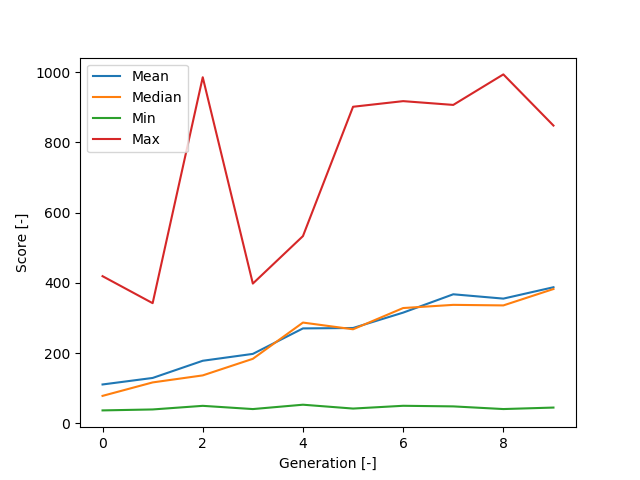 Mean
Median
Min
Max
1000
800
600
400
200
0
Score [-]
0 2 4 6 8
Generation [-]